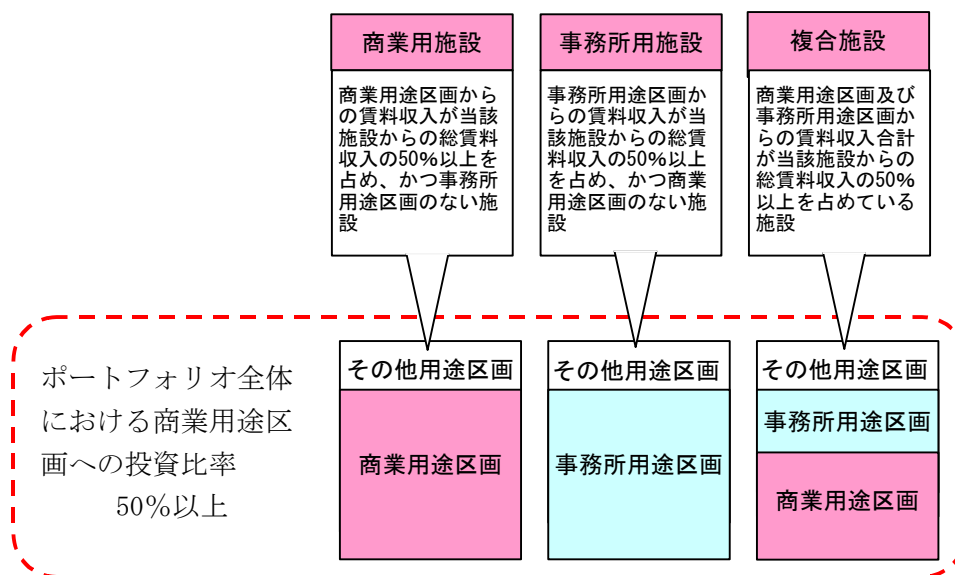 商業用施設
商業用途区画から
の賃料収入が当該
施設からの総賃料
収入の50%以上を
占め、かつ事務所
用途区画のない施
設
事務所用施設
事務所用途区画か
らの賃料収入が当
該施設からの総賃
料収入の50%以上
を占め、かつ商業
用途区画のない施
設
複合施設
商業用途区画及び
事務所用途区画か
らの賃料収入合計
が当該施設からの
総賃料収入の50%
以上を占めている
施設
ポートフォリオ全体
における商業用途区
画への投資比率
50%以上
その他用途区画
商業用途区画
その他用途区画
事務所用途区画
その他用途区画
事務所用途区画
商業用途区画